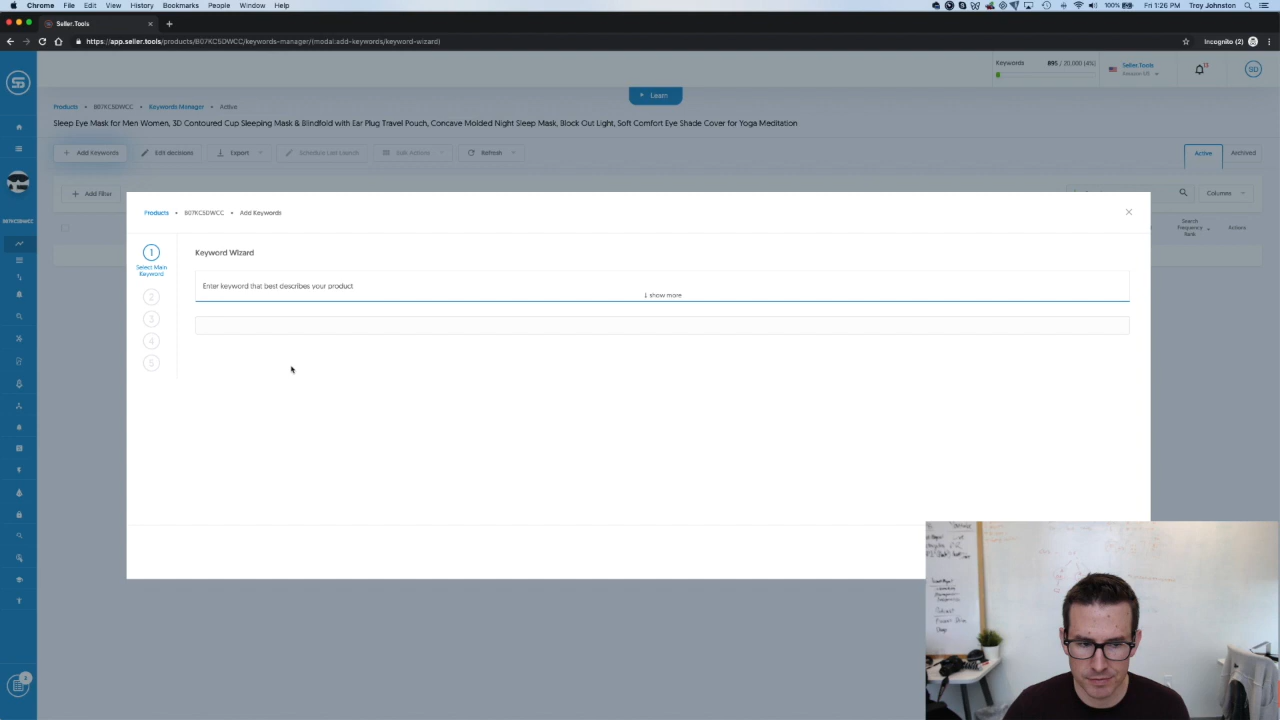 Chrome File Edit View History Bookmarks People Window Help 100% Fri 1:26 PM Troy Johnston
Seller.Tools
https://app.seller.tools/products/B07KC5DWCC/keywords-manager/(modal:add-keywords/keyword-wizard) Incognito (2)
Keywords 895 / 20,000 (4%) Seller.Tools
Amazon US
13
SD
Learn
Products • B07KC5DWCC • Keywords Manager • Active
Sleep Eye Mask for Men Women, 3D Contoured Cup Sleeping Mask & Blindfold with Ear Plug Travel Pouch, Concave Molded Night Sleep Mask, Block Out Light, Soft Comfort Eye Shade Cover for Yoga Meditation
+ Add Keywords Edit decisions Export Schedule Last Launch Edit Actions Refresh Active Archived
+ Add Filter Columns
B07KC5DWCC
Search Frequency Rank Actions
Products • B07KC5DWCC • Add Keywords
1 Keyword Wizard
Select Main Keyword
Enter keyword that best describes your product
↓ show more
2
3
4
5